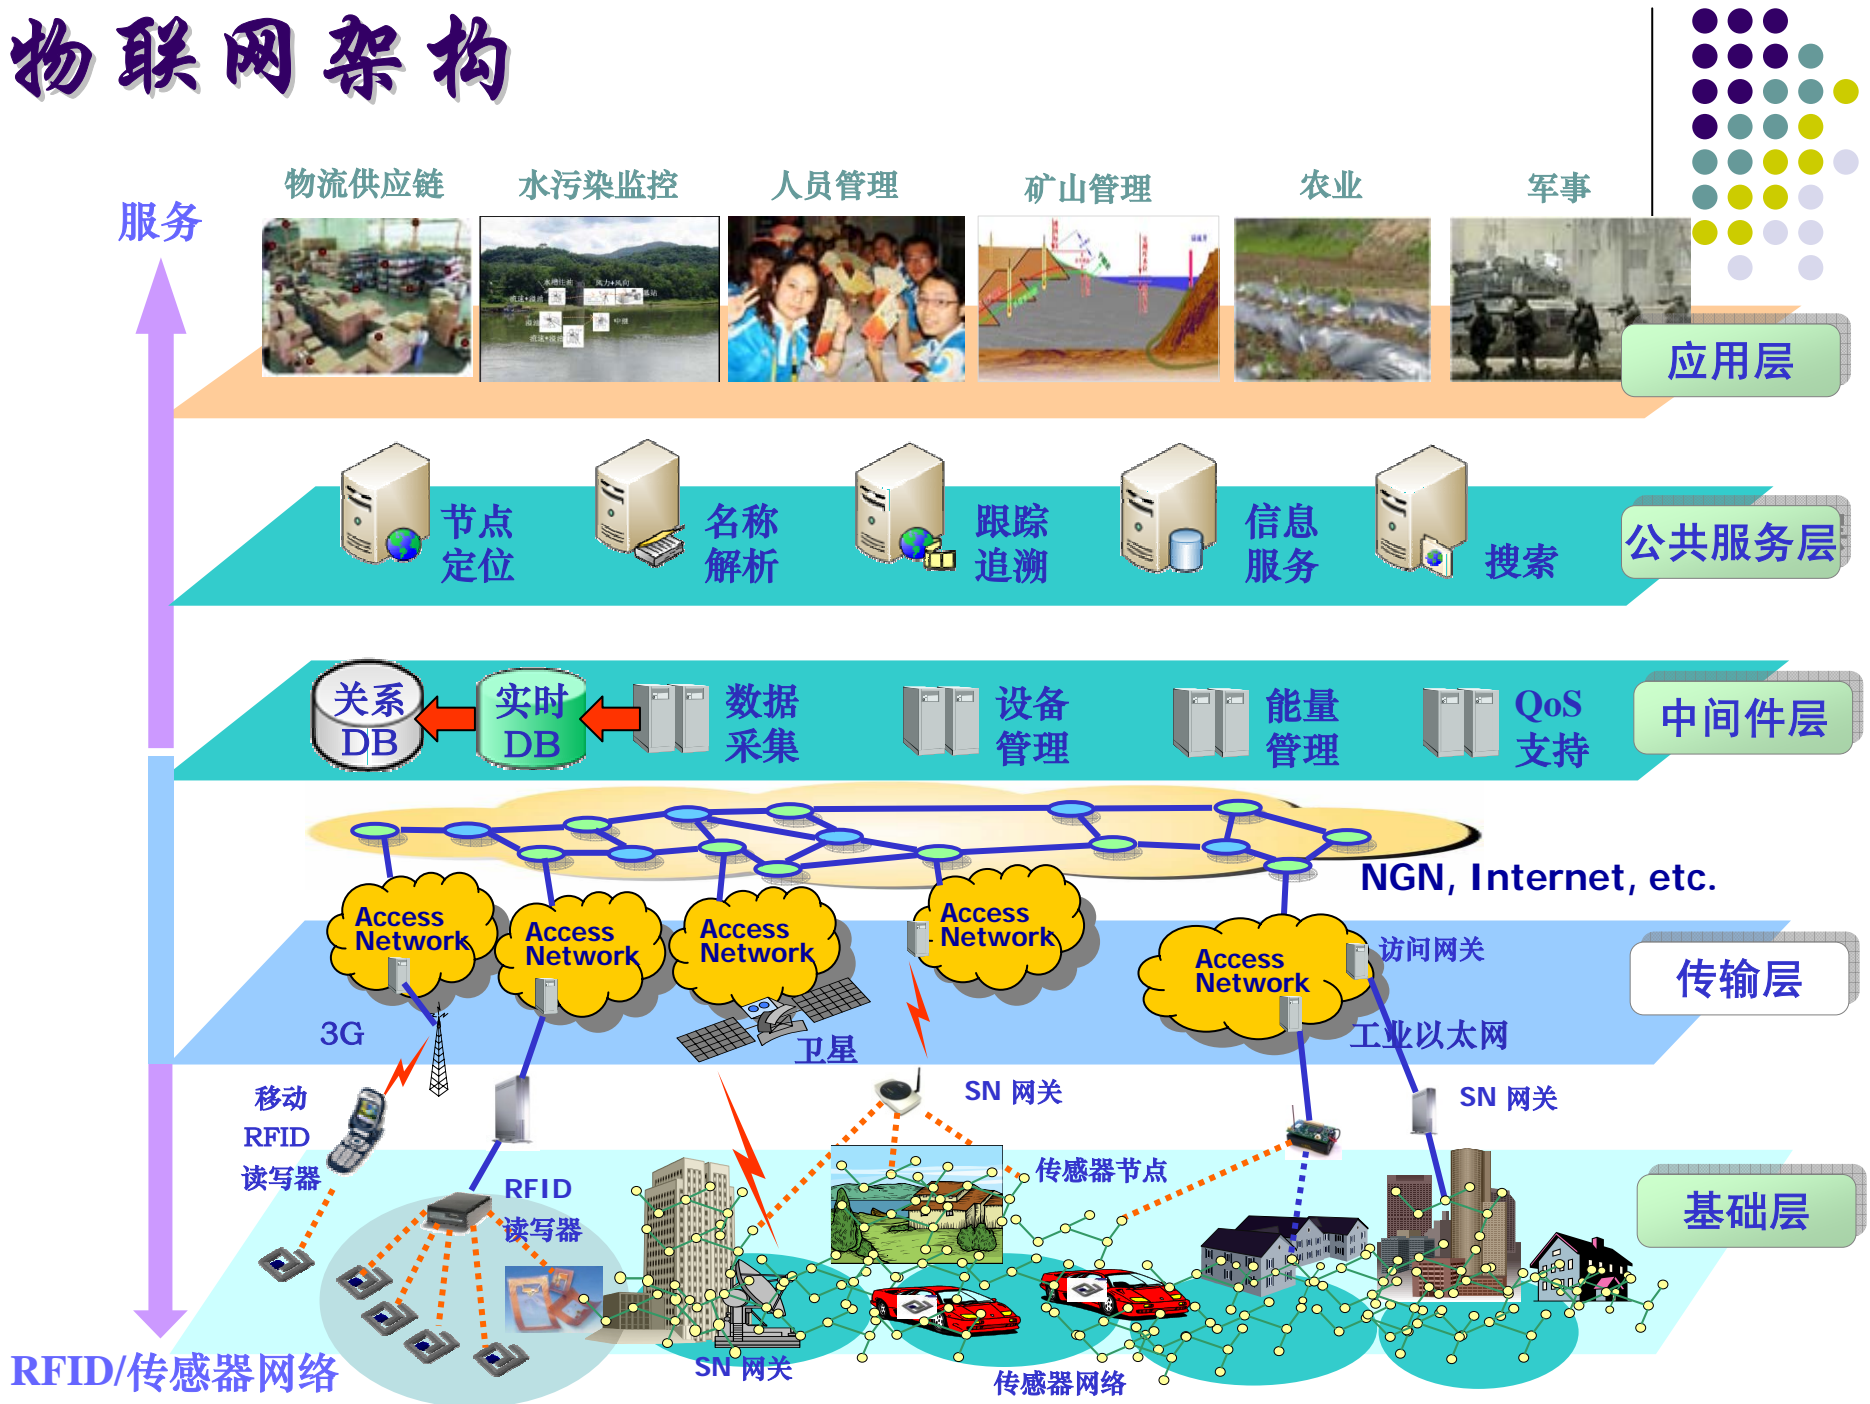 物联网架构
物流供应链
水污染监控
人员管理
矿山管理
农业
军事
服务
应用层
节点
定位
名称
解析
跟踪
追溯
信息
服务
搜索
公共服务层
关系
DB
实时
DB
数据
采集
设备
管理
能量
管理
QoS
支持
中间件层
NGN, Internet, etc.
Access
Network
Access
Network
Access
Network
Access
Network
Access
Network
访问网关
传输层
3G
卫星
工业以太网
移动
RFID
读写器
SN 网关
SN 网关
RFID
读写器
传感器节点
基础层
SN 网关
传感器网络
RFID/传感器网络